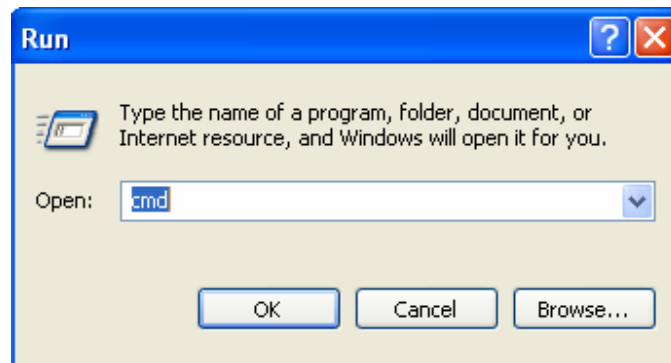 Run
Type the name of a program, folder, document, or
Internet resource, and Windows will open it for you.
Open: cmd
OK Cancel Browse...